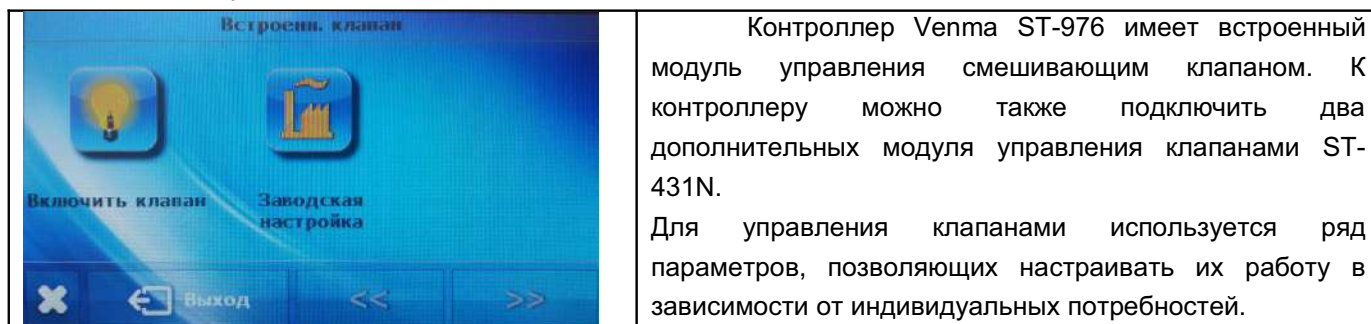 Встроенн. клапан
Включить клапан
Заводская
настройка
Выход
<<
>>
Контроллер Venma ST-976 имеет встроенный
модуль управления смешивающим клапаном. К
контроллеру можно также подключить два
дополнительных модуля управления клапанами ST-
431N.
Для управления клапанами используется ряд
параметров, позволяющих настраивать их работу в
зависимости от индивидуальных потребностей.